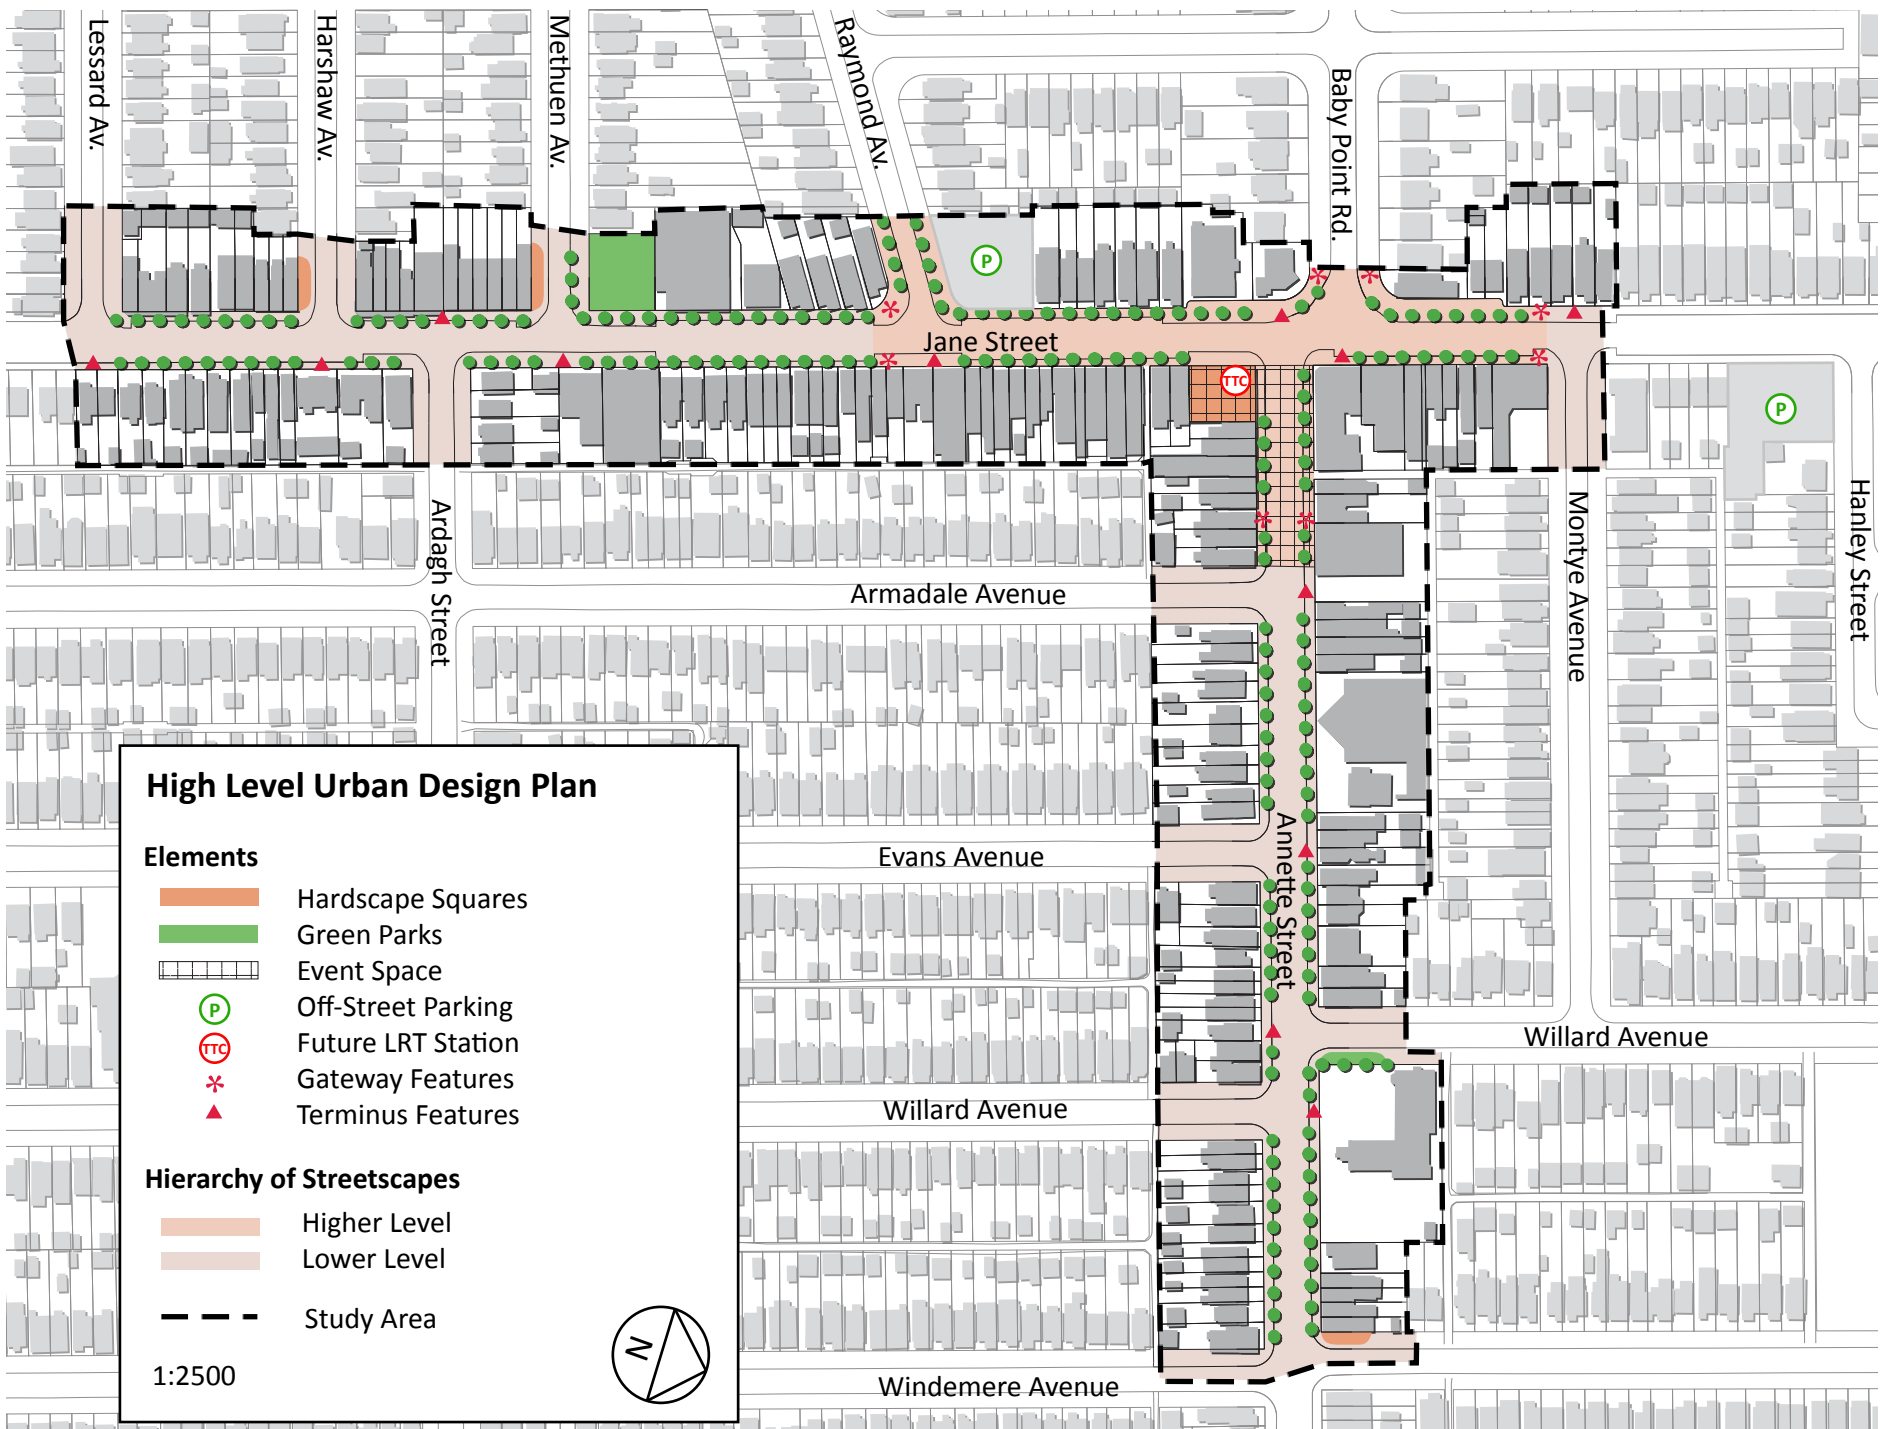 Lessard Av.
Harshaw Av.
Methuen Av.
Raymond Av.
Baby Point Rd.
P
Jane Street
TTC
P
Ardagh Street
Armadale Avenue
Montye Avenue
Hanley Street
Evans Avenue
Annette Street
Willard Avenue
Willard Avenue
Windemere Avenue
High Level Urban Design Plan
Elements
Hardscape Squares
Green Parks
Event Space
P Off-Street Parking
TTC Future LRT Station
Gateway Features
Terminus Features
Hierarchy of Streetscapes
Higher Level
Lower Level
Study Area
1:2500
N